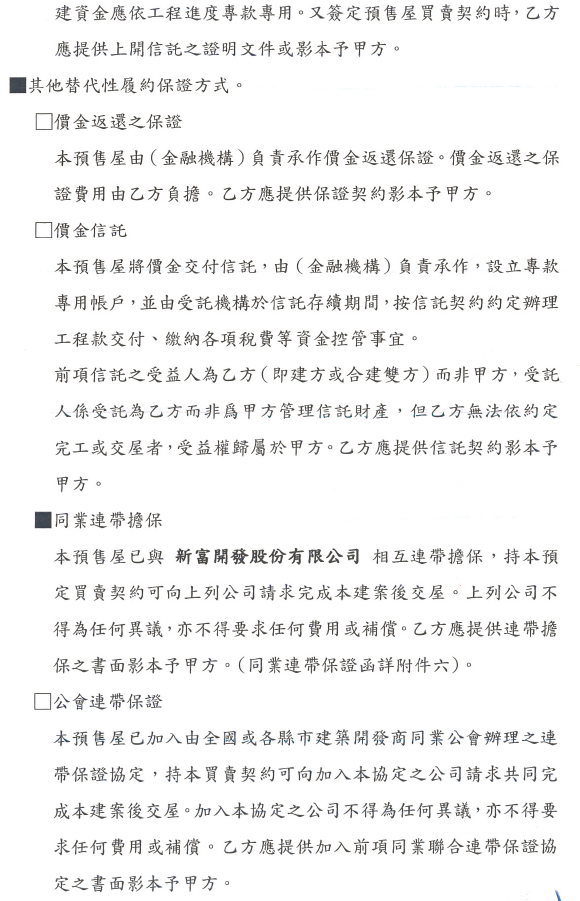 建資金應依工程進度專款專用。又簽定預售屋買賣契約時,乙方
應提供上開信託之證明文件或影本予甲方。
■其他替代性履約保證方式。
□價金返還之保證
本預售屋由(金融機構)負責承作價金返還保證。價金返還之保
證費用由乙方負擔。乙方應提供保證契約影本予甲方。
□價金信託
本預售屋將價金交付信託,由(金融機構)負責承作,設立專款
專用帳戶,並由受託機構於信託存續期間,按信託契約約定辦理
工程款交付、繳納各項稅費等資金控管事宜。
前項信託之受益人為乙方(即建方或合建雙方)而非甲方,受託
人係受託為乙方而非爲甲方管理信託財產,但乙方無法依約定
完工或交屋者,受益權歸屬於甲方。乙方應提供信託契約影本予
甲方。
■同業連帶擔保
本預售屋已與 新富開發股份有限公司 相互連帶擔保,持本預
定買賣契約可向上列公司請求完成本建案後交屋。上列公司不
得為任何異議,亦不得要求任何費用或補償。乙方應提供連帶擔
保之書面影本予甲方。(同業連帶保證函詳附件六)。
□公會連帶保證
本預售屋已加入由全國或各縣市建築開發商同業公會辦理之連
帶保證協定,持本買賣契約可向加入本協定之公司請求共同完
成本建案後交屋。加入本協定之公司不得為任何異議,亦不得要
求任何費用或補償。乙方應提供加入前項同業聯合連帶保證協
定之書面影本予甲方。